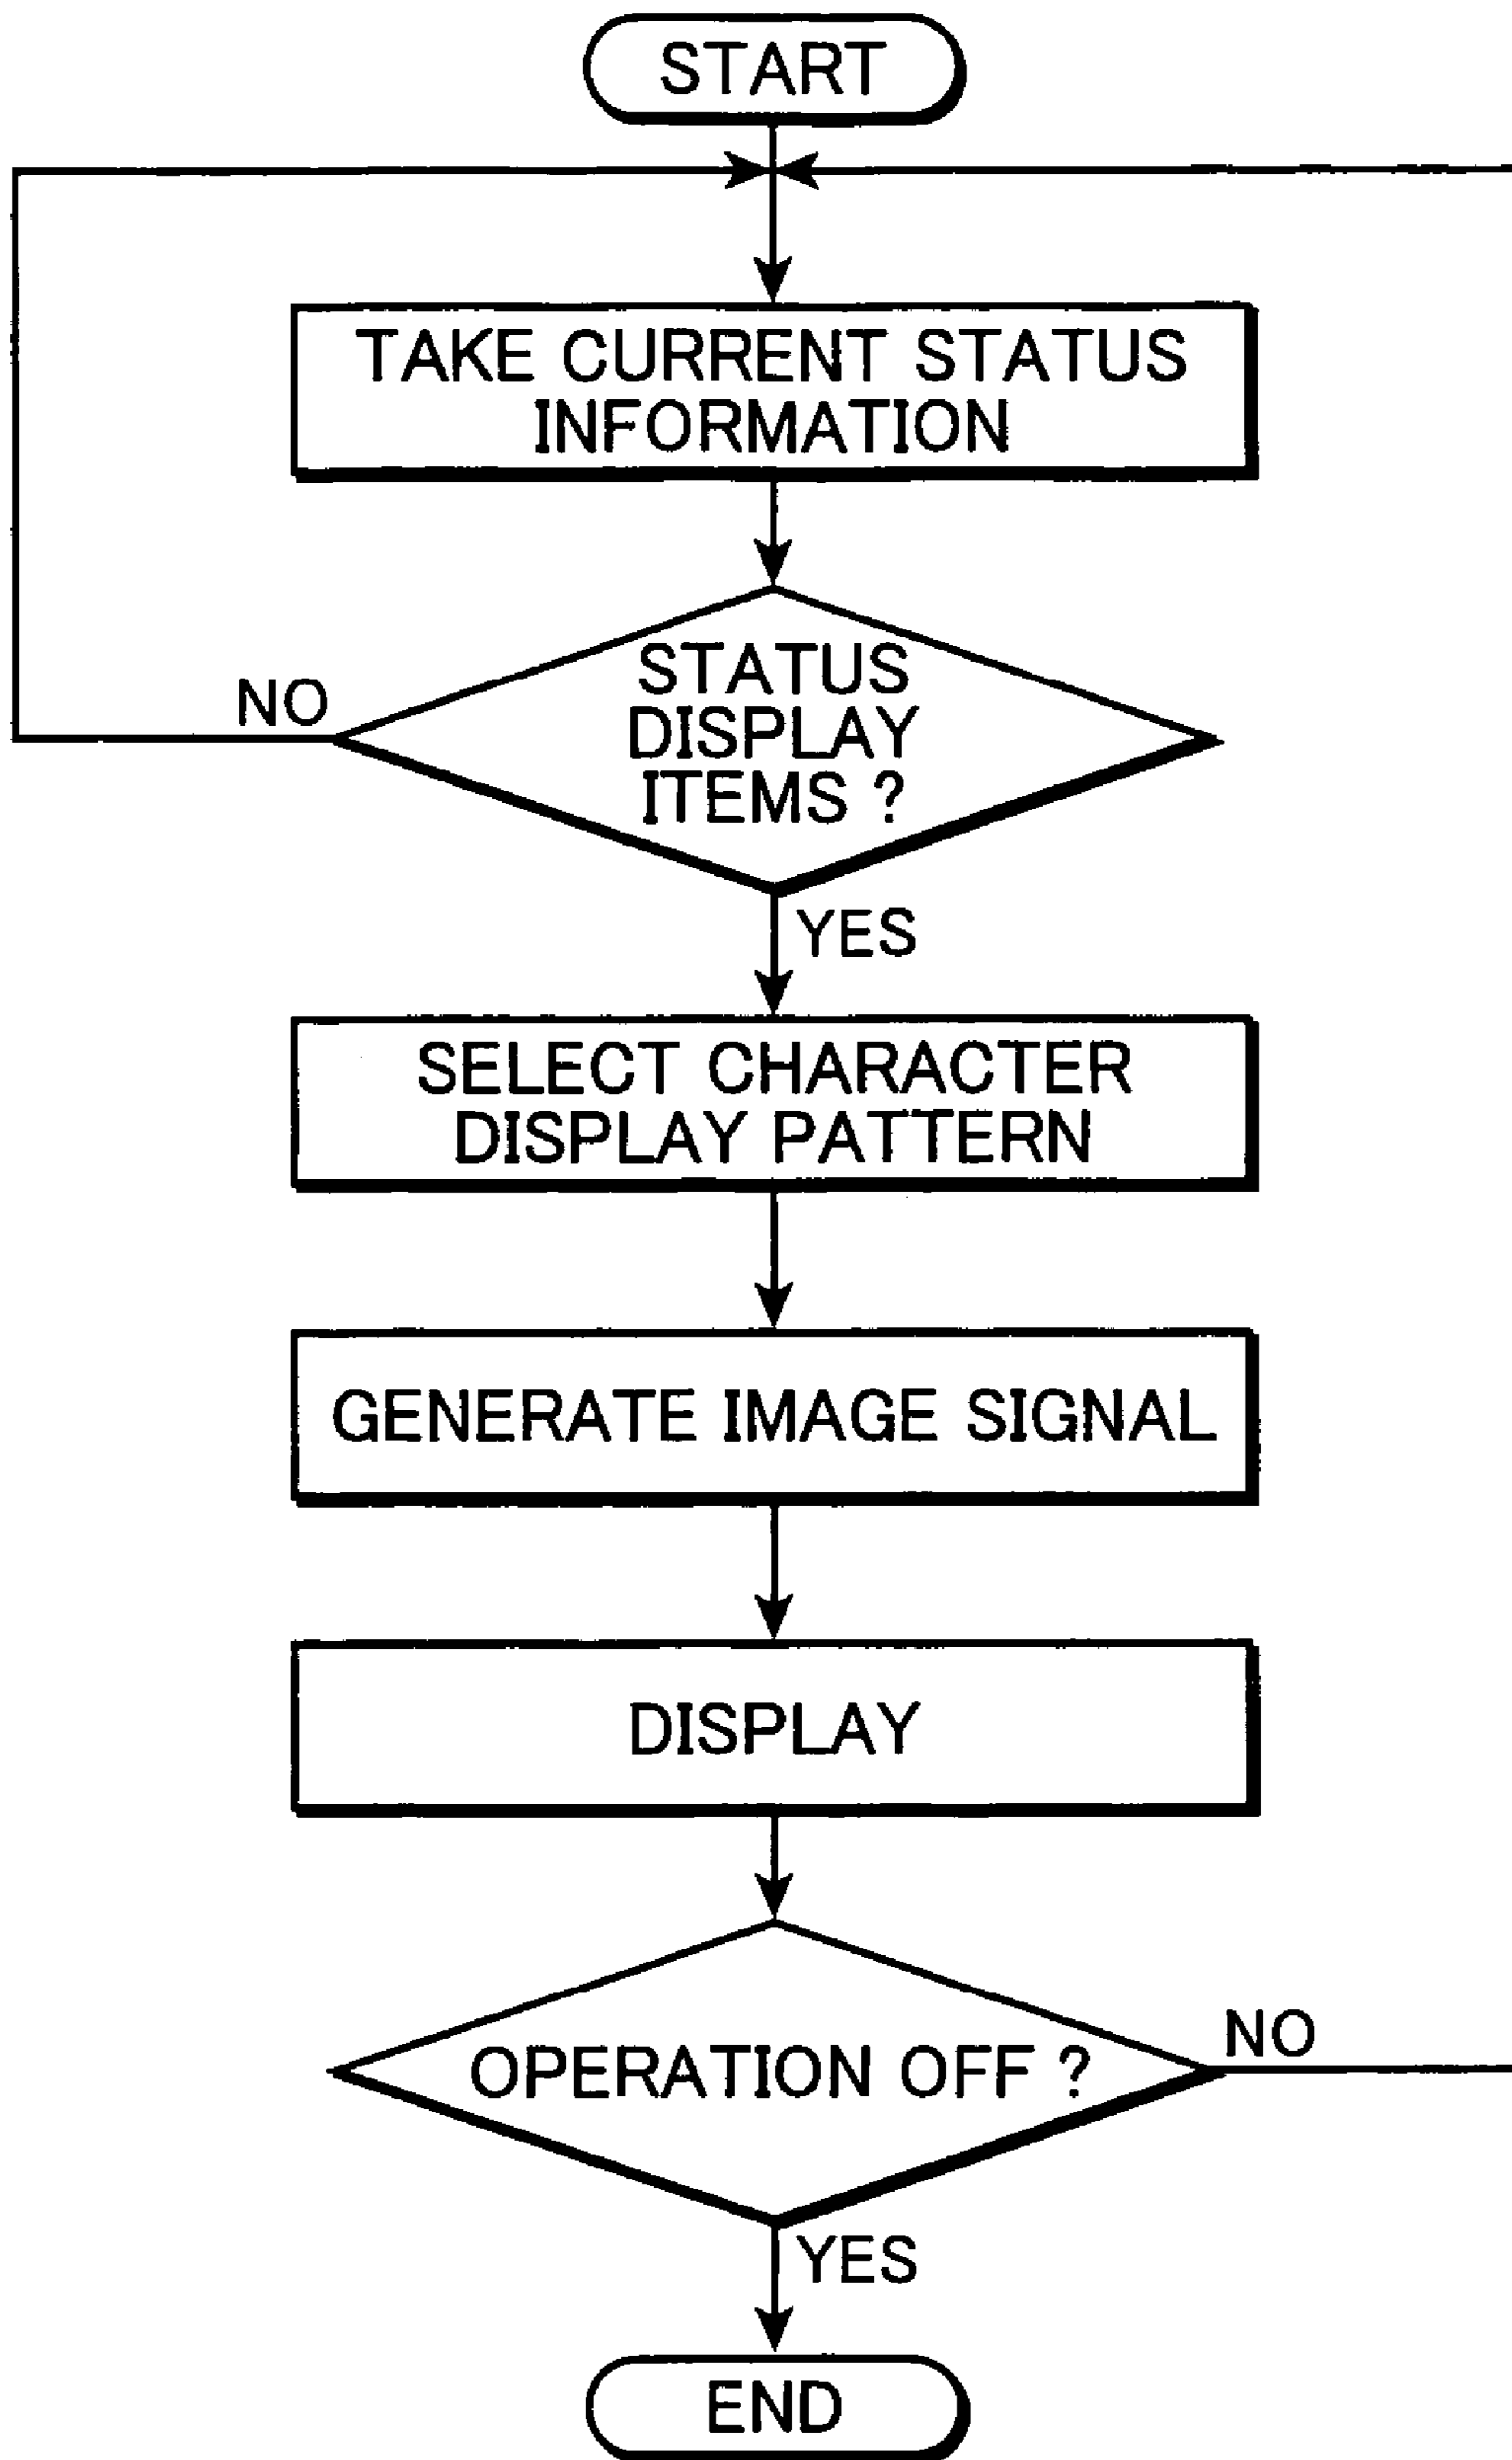 START
TAKE CURRENT STATUS
INFORMATION
STATUS
DISPLAY
ITEMS ?
NO
YES
SELECT CHARACTER
DISPLAY PATTERN
GENERATE IMAGE SIGNAL
DISPLAY
OPERATION OFF ?
NO
YES
END